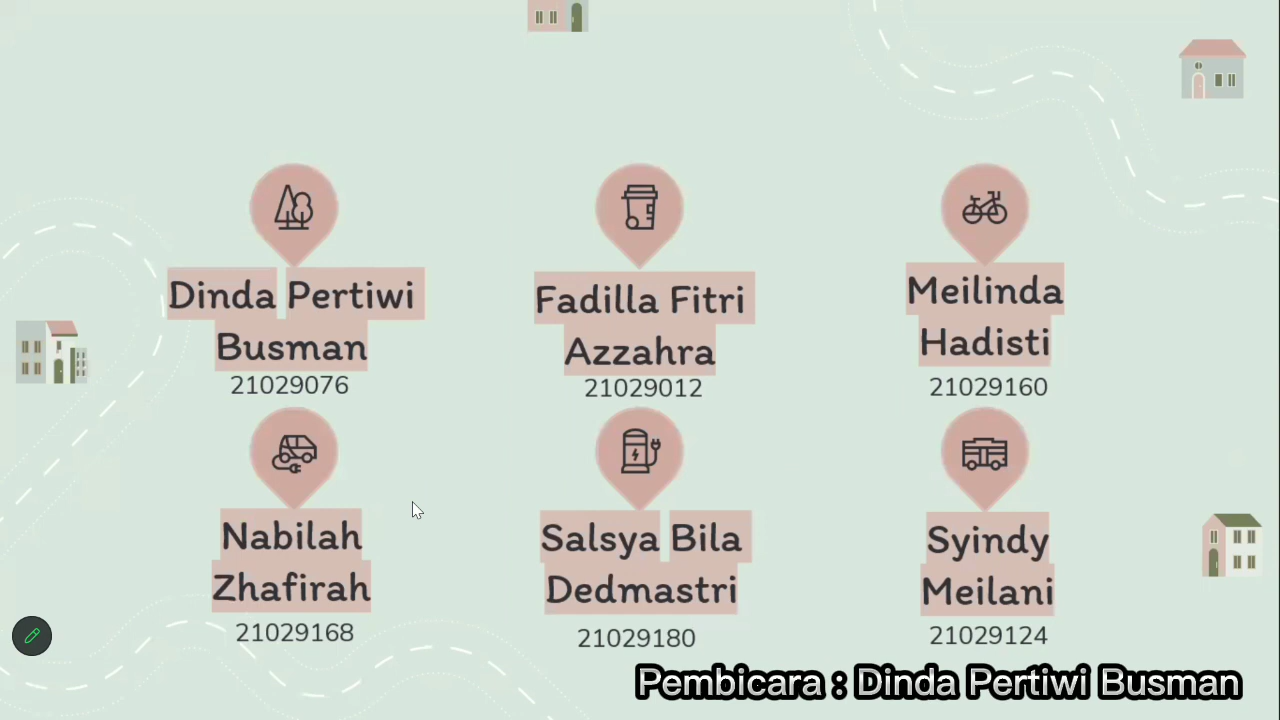 Dinda Pertiwi
Busman
21029076
Fadilla Fitri
Azzahra
21029012
Meilinda
Hadisti
21029160
Nabilah
Zhafirah
21029168
Salsya Bila
Dedmastri
21029180
Syindy
Meilani
21029124
Pembicara : Dinda Pertiwi Busman